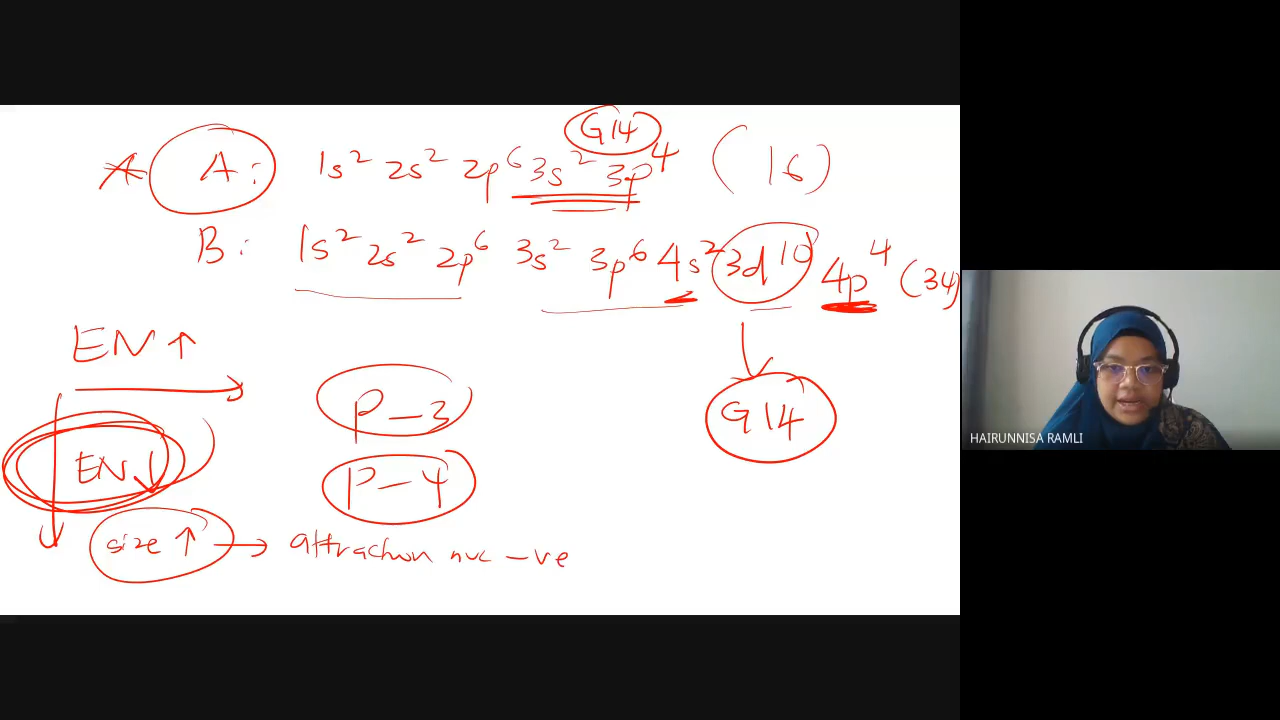 G14
A A: 1s² 2s² 2p⁶ 3s² 3p⁴ (16)
B: 1s² 2s² 2p⁶ 3s² 3p⁶ 4s² 3d¹⁰ 4p⁴ (34)
EN ↑
P-3
G14
EN ↓
P-4
size ↑ → attraction nuc -ve
HAIRUNNISA RAMLI